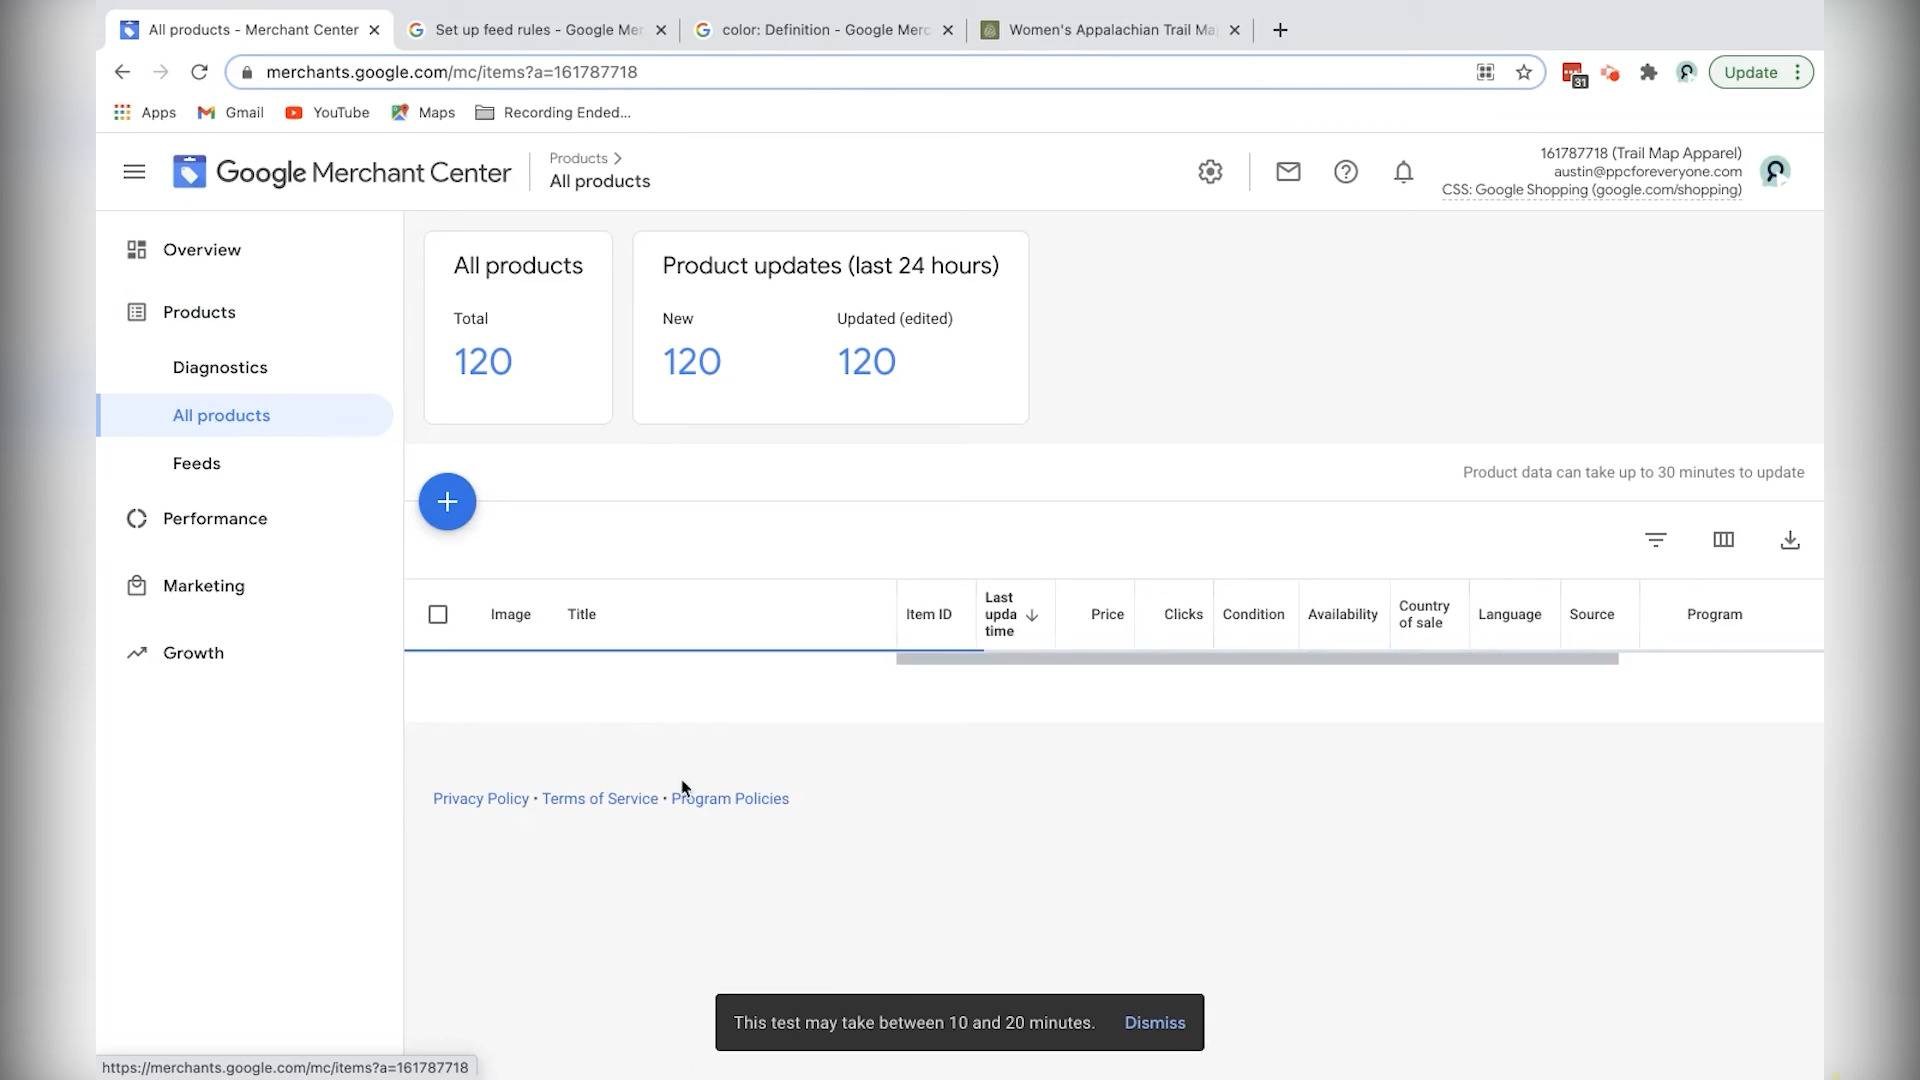 All products - Merchant Center
Set up feed rules - Google Mer
color: Definition - Google Merc
Women's Appalachian Trail Ma
merchants.google.com/mc/items?a=161787718
31
Update
Apps
Gmail
YouTube
Maps
Recording Ended...
Google Merchant Center
Products
All products
161787718 (Trail Map Apparel)
austin@ppcforeveryone.com
CSS: Google Shopping (google.com/shopping)
Overview
Products
Diagnostics
All products
Feeds
Performance
Marketing
Growth
All products
Total
120
Product updates (last 24 hours)
New
Updated (edited)
120
120
Product data can take up to 30 minutes to update
Image
Title
Item ID
Last
upda
time
Price
Clicks
Condition
Availability
Country
of sale
Language
Source
Program
Privacy Policy · Terms of Service · Program Policies
This test may take between 10 and 20 minutes.
Dismiss
https://merchants.google.com/mc/items?a=161787718